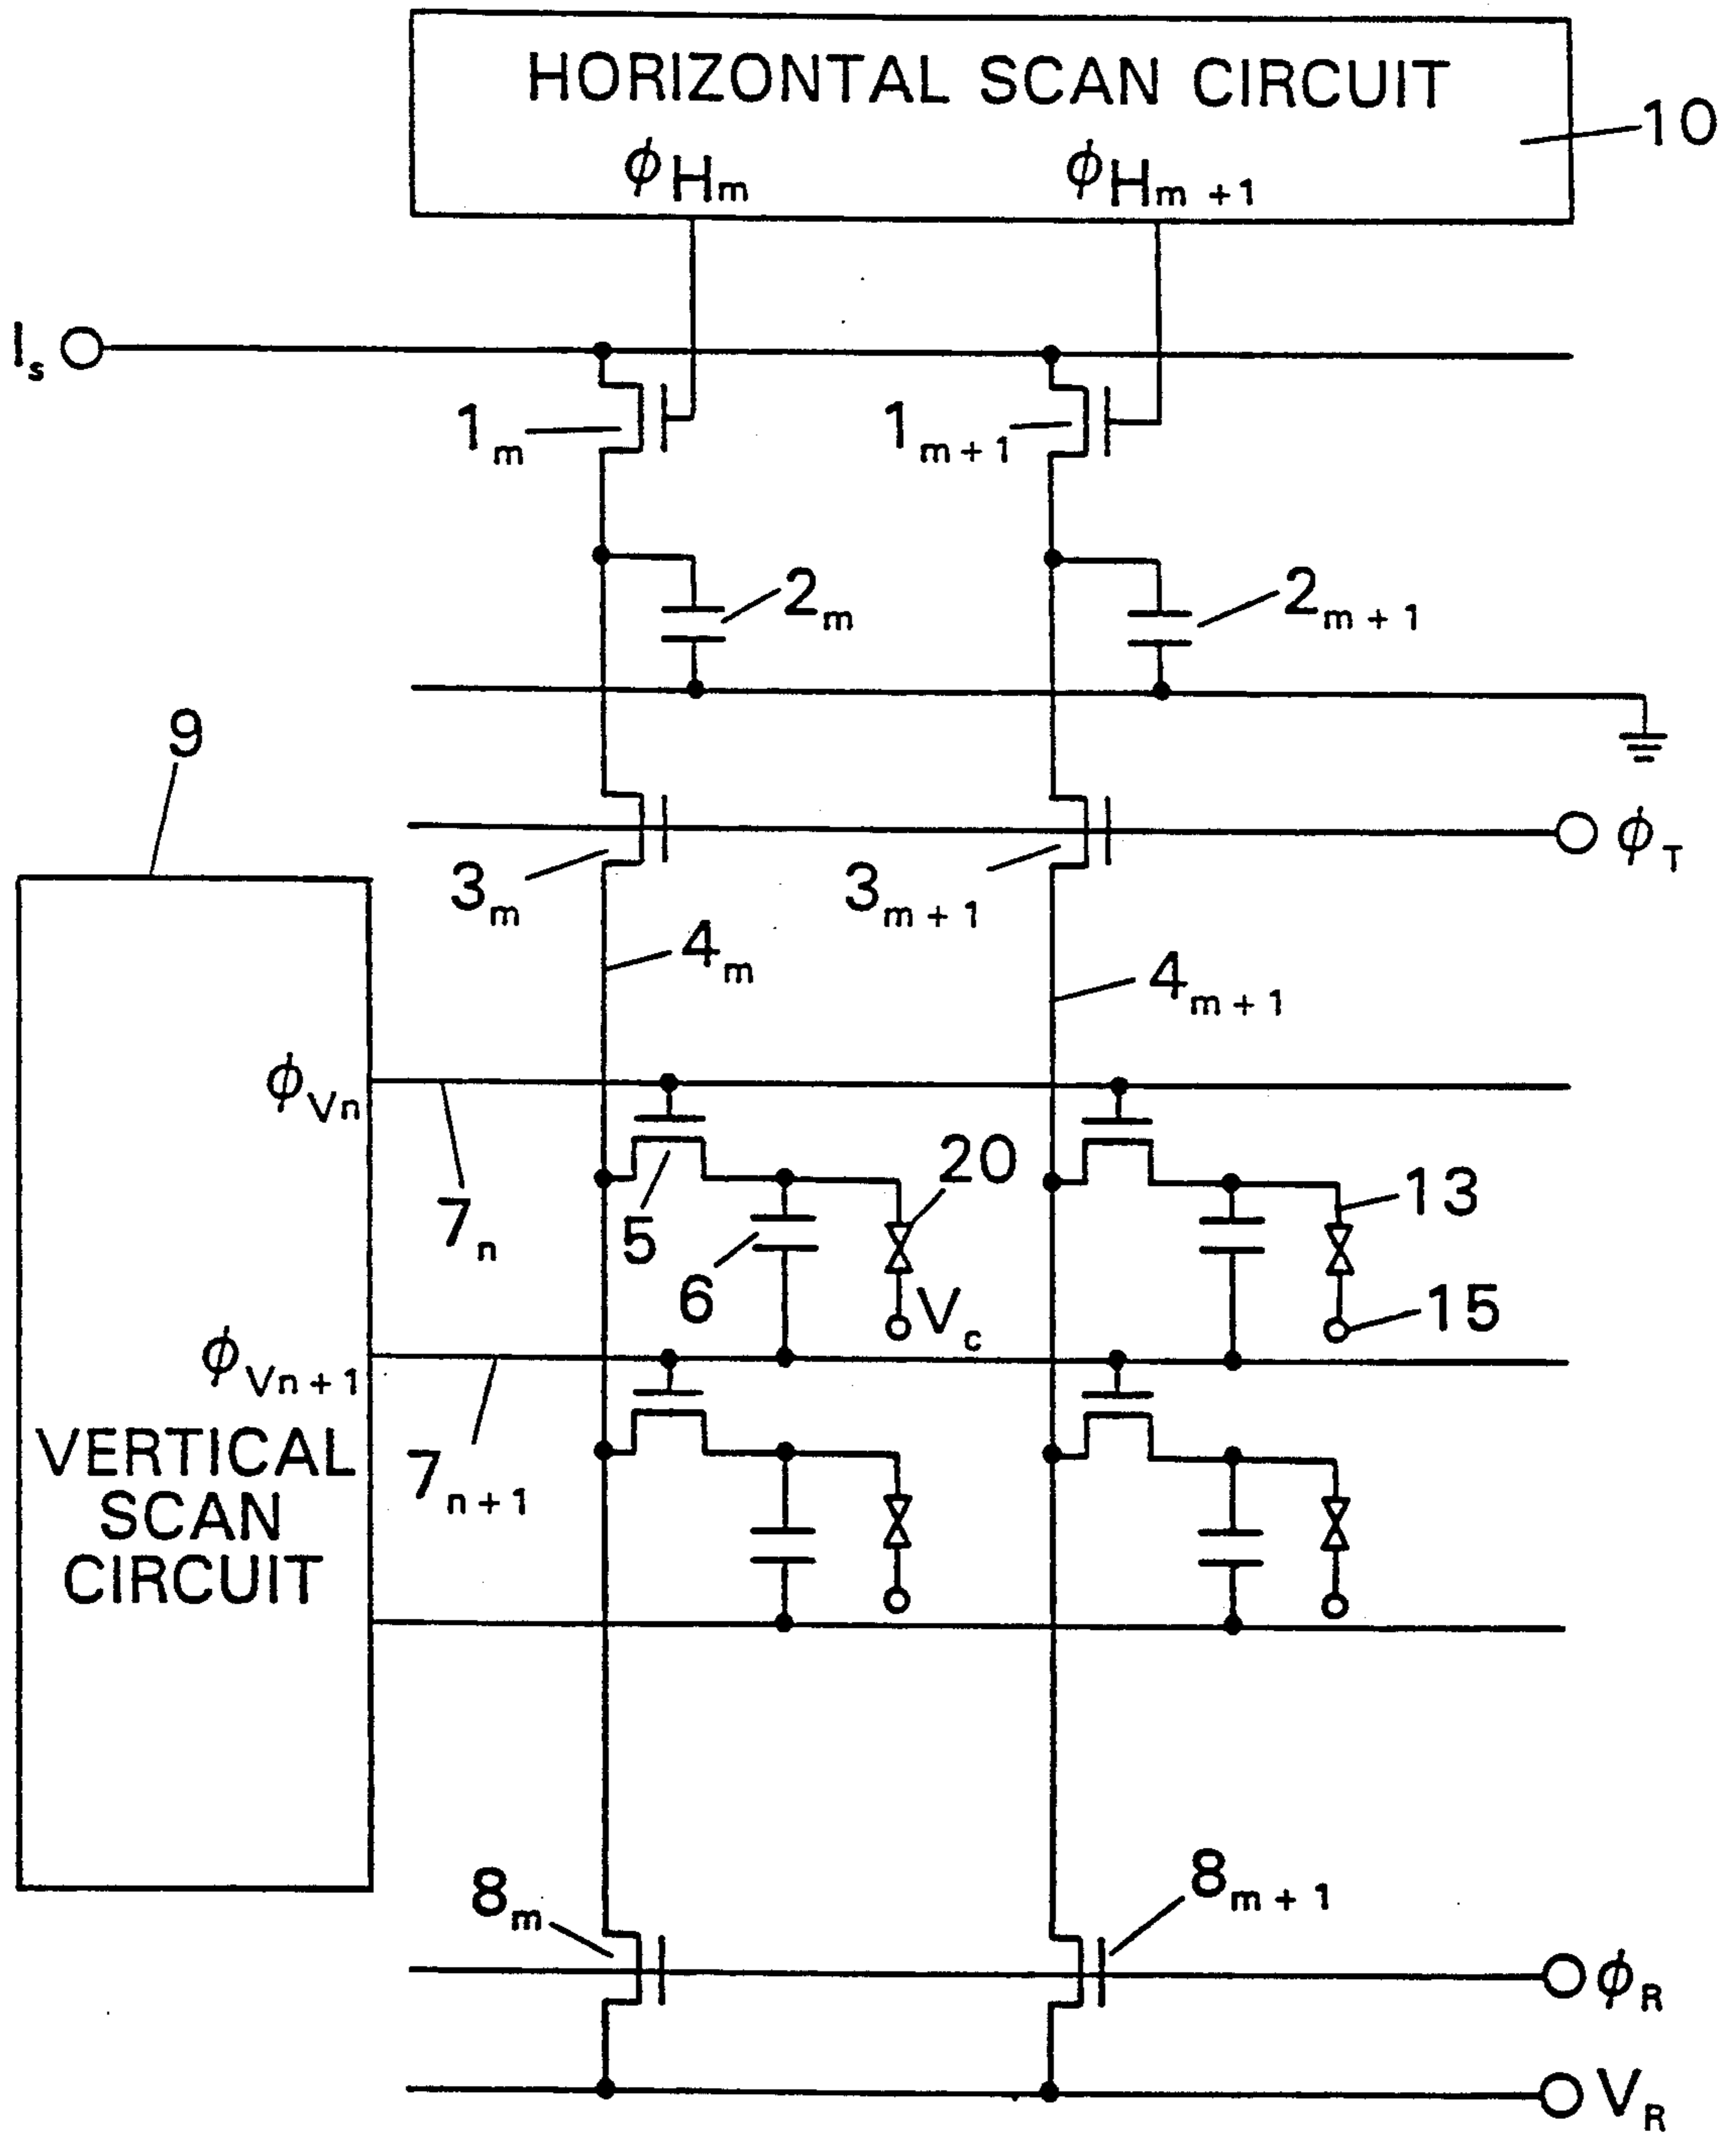 HORIZONTAL SCAN CIRCUIT
ϕHm
ϕHm+1
10
Is
1m
1m+1
2m
2m+1
9
ϕT
3m
3m+1
4m
4m+1
ϕVn
20
13
7n
5
6
Vc
15
ϕVn+1
VERTICAL
SCAN
CIRCUIT
7n+1
8m
8m+1
ϕR
VR